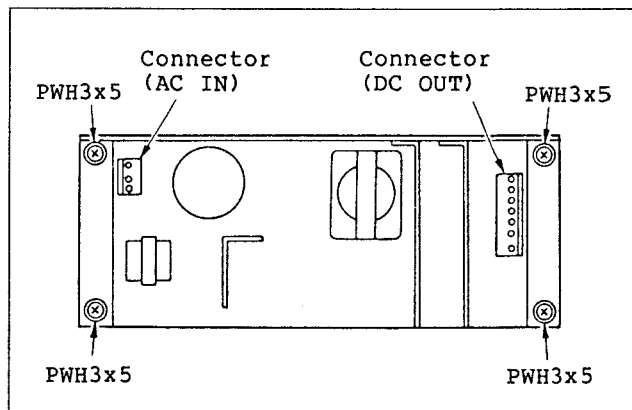 Connector
(AC IN)
Connector
(DC OUT)
PWH3x5
PWH3x5
PWH3x5
PWH3x5